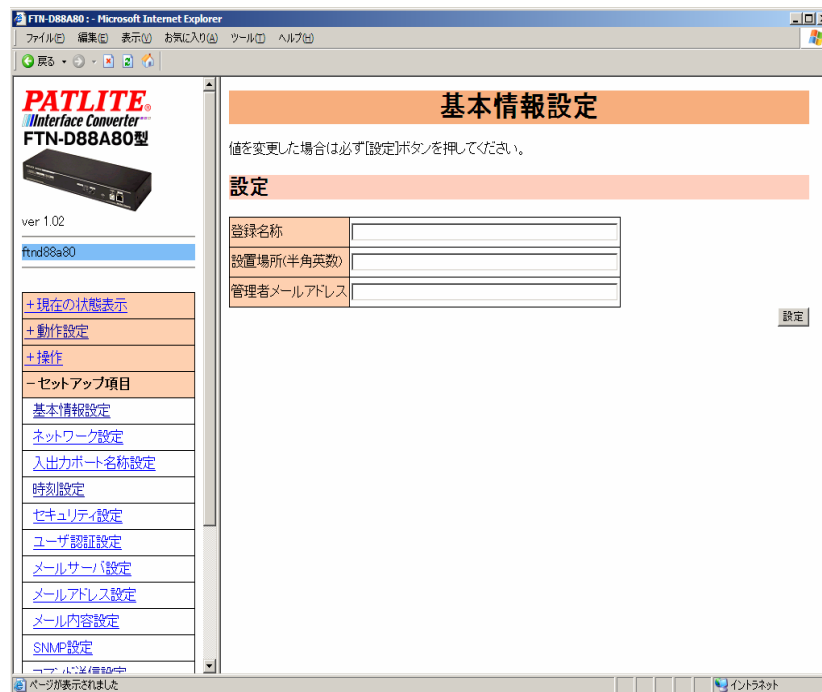 FTN-D88A80 : - Microsoft Internet Explorer
ファイル(F) 編集(E) 表示(V) お気に入り(A) ツール(T) ヘルプ(H)
戻る
PATLITE®
Interface Converter
FTN-D88A80型
ver 1.02
ftnd88a80
+現在の状態表示
+動作設定
+操作
-セットアップ項目
基本情報設定
ネットワーク設定
入出力ポート名称設定
時刻設定
セキュリティ設定
ユーザ認証設定
メールサーバ設定
メールアドレス設定
メール内容設定
SNMP設定
コマンド送信設定
基本情報設定
値を変更した場合は必ず[設定]ボタンを押してください。
設定
登録名称
設置場所(半角英数)
管理者メールアドレス
設定
ページが表示されました
イントラネット